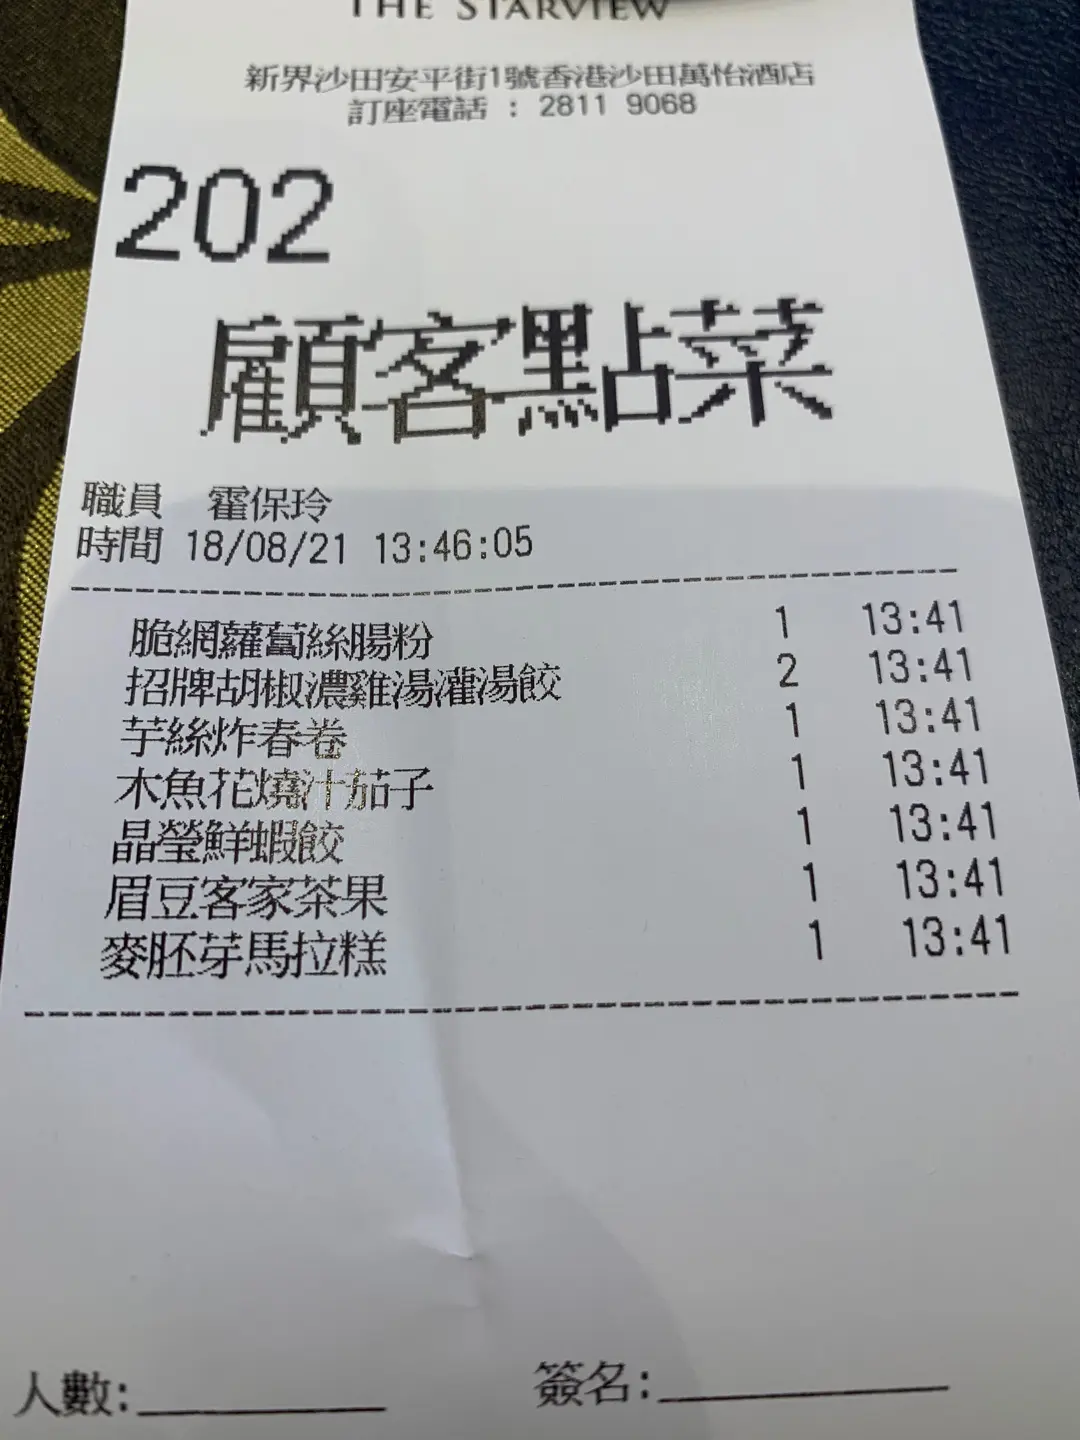 THE STARVIEW
新界沙田安平街1號香港沙田萬怡酒店
訂座電話 : 2811 9068
202
顧客點菜
職員 霍保玲
時間 18/08/21 13:46:05
脆網蘿蔔絲腸粉 1 13:41
招牌胡椒濃雞湯灌湯餃 2 13:41
芋絲炸春卷 1 13:41
木魚花燒汁茄子 1 13:41
晶瑩鮮蝦餃 1 13:41
眉豆客家茶果 1 13:41
麥胚芽馬拉糕 1 13:41
人數: 簽名: